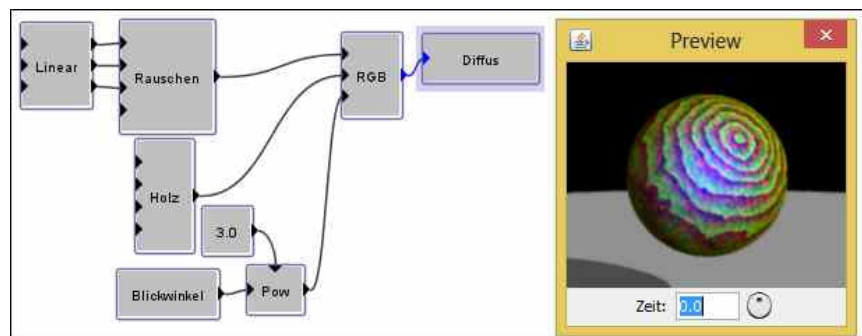 Linear
Rauschen
RGB
Diffus
Holz
3.0
Blickwinkel
Pow
Preview
x
Zeit: 0.0